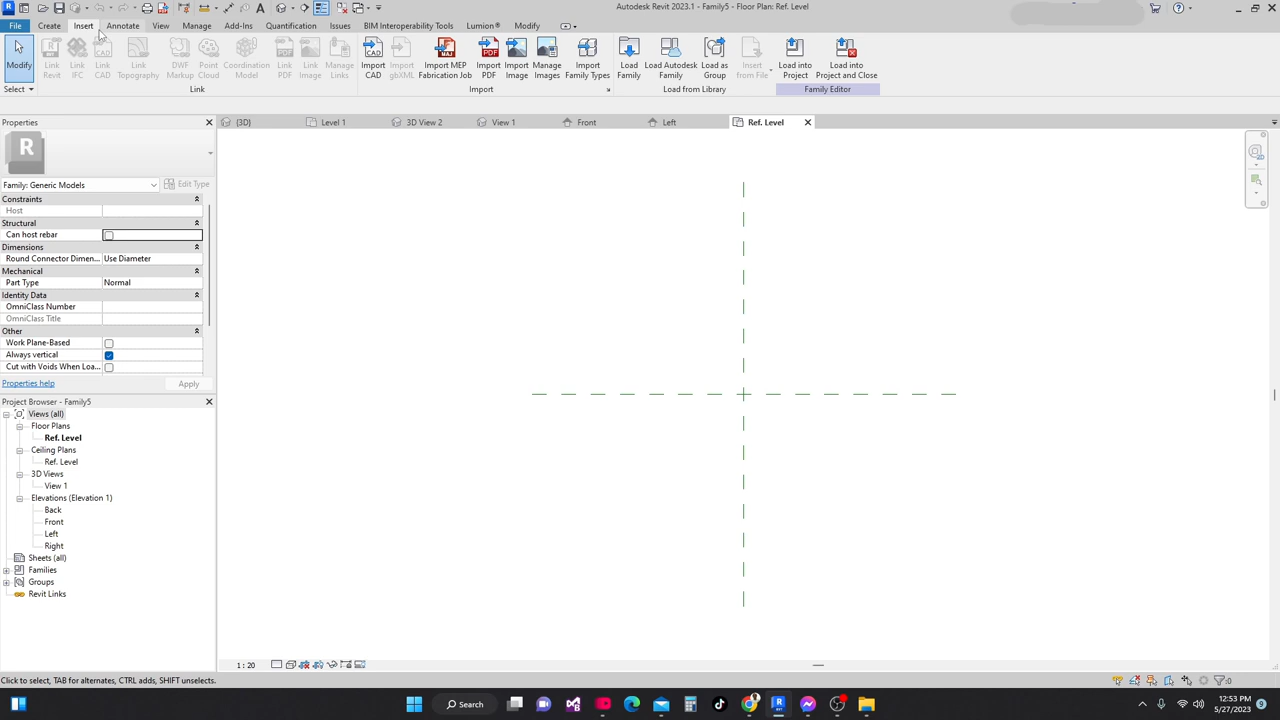 Autodesk Revit 2023.1 - Family5 - Floor Plan: Ref. Level
File Create Insert Annotate View Manage Add-Ins Quantification Issues BIM Interoperability Tools Lumion® Modify
Modify
Link Revit
Link IFC
Link CAD
Link Topography
DWF Markup
Point Cloud
Coordination Model
Link PDF
Link Image
Manage Links
Import CAD
Import gbXML
Import MEP Fabrication Job
Import PDF
Import Image
Manage Images
Import Family Types
Load Family
Load Autodesk Family
Load as Group
Insert from File
Load into Project
Load into Project and Close
Select Link Import Load from Library Family Editor
Properties
{3D} Level 1 3D View 2 View 1 Front Left Ref. Level
R
Family: Generic Models Edit Type
Constraints
Host
Structural
Can host rebar
Dimensions
Round Connector Dimen... Use Diameter
Mechanical
Part Type Normal
Identity Data
OmniClass Number
OmniClass Title
Other
Work Plane-Based
Always vertical
Cut with Voids When Loa...
Properties help Apply
Project Browser - Family5
Views (all)
Floor Plans
Ref. Level
Ceiling Plans
Ref. Level
3D Views
View 1
Elevations (Elevation 1)
Back
Front
Left
Right
Sheets (all)
Families
Groups
Revit Links
1 : 20
Click to select, TAB for alternates, CTRL adds, SHIFT unselects.
:0
Search
12:53 PM
5/27/2023